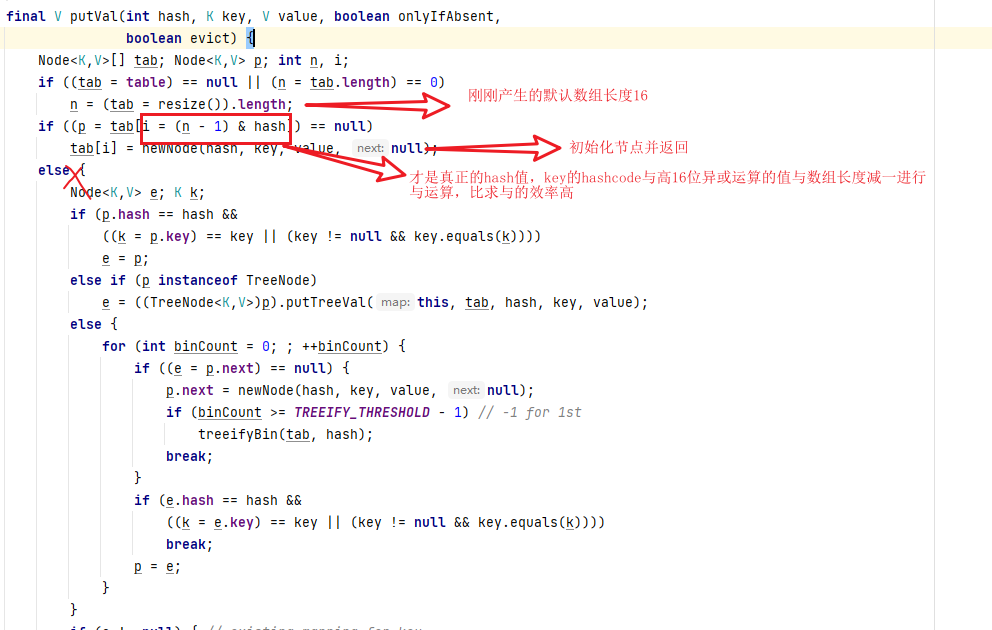 final V putVal(int hash, K key, V value, boolean onlyIfAbsent,
boolean evict) {
Node<K,V>[] tab; Node<K,V> p; int n, i;
if ((tab = table) == null || (n = tab.length) == 0)
n = (tab = resize()).length;
刚刚产生的默认数组长度16
if ((p = tab[i = (n - 1) & hash]) == null)
tab[i] = newNode(hash, key, value, next: null);
初始化节点并返回
else {
才是真正的hash值，key的hashcode与高16位异或运算的值与数组长度减一进行
与运算，比求与的效率高
Node<K,V> e; K k;
if (p.hash == hash &&
((k = p.key) == key || (key != null && key.equals(k))))
e = p;
else if (p instanceof TreeNode)
e = ((TreeNode<K,V>)p).putTreeVal( map: this, tab, hash, key, value);
else {
for (int binCount = 0; ; ++binCount) {
if ((e = p.next) == null) {
p.next = newNode(hash, key, value, next: null);
if (binCount >= TREEIFY_THRESHOLD - 1) // -1 for 1st
treeifyBin(tab, hash);
break;
}
if (e.hash == hash &&
((k = e.key) == key || (key != null && key.equals(k))))
break;
p = e;
}
}
if (e != null) { // existing mapping for key